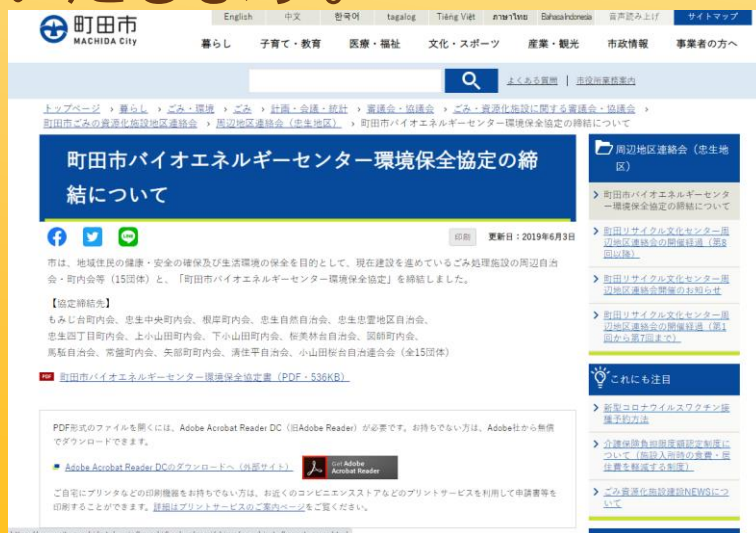 いたします。
町田市
MACHIDA City
English 中文 한국어 tagalog Tiếng Việt ภาษาไทย Bahasa Indonesia 音声読み上げ サイトマップ
暮らし 子育て・教育 医療・福祉 文化・スポーツ 産業・観光 市政情報 事業者の方へ
よくある質問 市役所業務案内
トップページ > 暮らし > ごみ・環境 > ごみ > 計画・会議・統計 > 審議会・協議会 > ごみ・資源化施設に関する審議会・協議会 >
町田市ごみの資源化施設地区連絡会 > 周辺地区連絡会（忠生地区） > 町田市バイオエネルギーセンター環境保全協定の締結について
町田市バイオエネルギーセンター環境保全協定の締
結について
印刷 更新日：2019年6月3日
市は、地域住民の健康・安全の確保及び生活環境の保全を目的として、現在建設を進めているごみ処理施設の周辺自治
会・町内会等（15団体）と、「町田市バイオエネルギーセンター環境保全協定」を締結しました。
【協定締結先】
もみじ台町内会、忠生中央町内会、根岸町内会、忠生自然自治会、忠生忠霊地区自治会、
忠生四丁目町内会、上小山田町内会、下小山田町内会、桜美林台自治会、図師町内会、
馬駈自治会、常盤町内会、矢部町町内会、清住平自治会、小山田桜台自治連合会（全15団体）
PDF 町田市バイオエネルギーセンター環境保全協定書（PDF・536KB）
PDF形式のファイルを開くには、Adobe Acrobat Reader DC（旧Adobe Reader）が必要です。お持ちでない方は、Adobe社から無償
でダウンロードできます。
Adobe Acrobat Reader DCのダウンロードへ（外部サイト） Get Adobe
Acrobat Reader
ご自宅にプリンタなどの印刷機器をお持ちでない方は、お近くのコンビニエンスストアなどのプリントサービスを利用して申請書等を
印刷することができます。詳細はプリントサービスのご案内ページをご覧ください。
周辺地区連絡会（忠生地
区）
町田市バイオエネルギーセンタ
ー環境保全協定の締結について
町田リサイクル文化センター周
辺地区連絡会の開催経過（第8
回以降）
町田リサイクル文化センター周
辺地区連絡会開催のお知らせ
町田リサイクル文化センター周
辺地区連絡会の開催経過（第1
回から第7回まで）
これにも注目
新型コロナウイルスワクチン接
種予約方法
介護保険負担限度額認定制度に
ついて（施設入所時の食費・居
住費を軽減する制度）
ごみ資源化施設建設NEWSにつ
いて